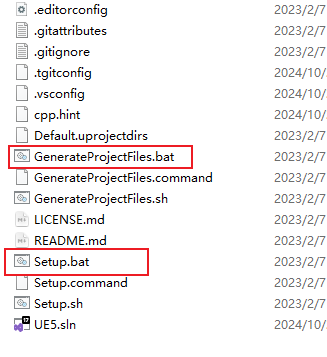 .editorconfig 2023/2/7
.gitattributes 2023/2/7
.gitignore 2023/2/7
.tgitconfig 2024/10/
.vsconfig 2024/10/
cpp.hint 2024/10/
Default.uprojectdirs 2023/2/7
GenerateProjectFiles.bat 2023/2/7
GenerateProjectFiles.command 2023/2/7
GenerateProjectFiles.sh 2023/2/7
LICENSE.md 2023/2/7
README.md 2023/2/7
Setup.bat 2023/2/7
Setup.command 2023/2/7
Setup.sh 2023/2/7
UE5.sln 2024/10/